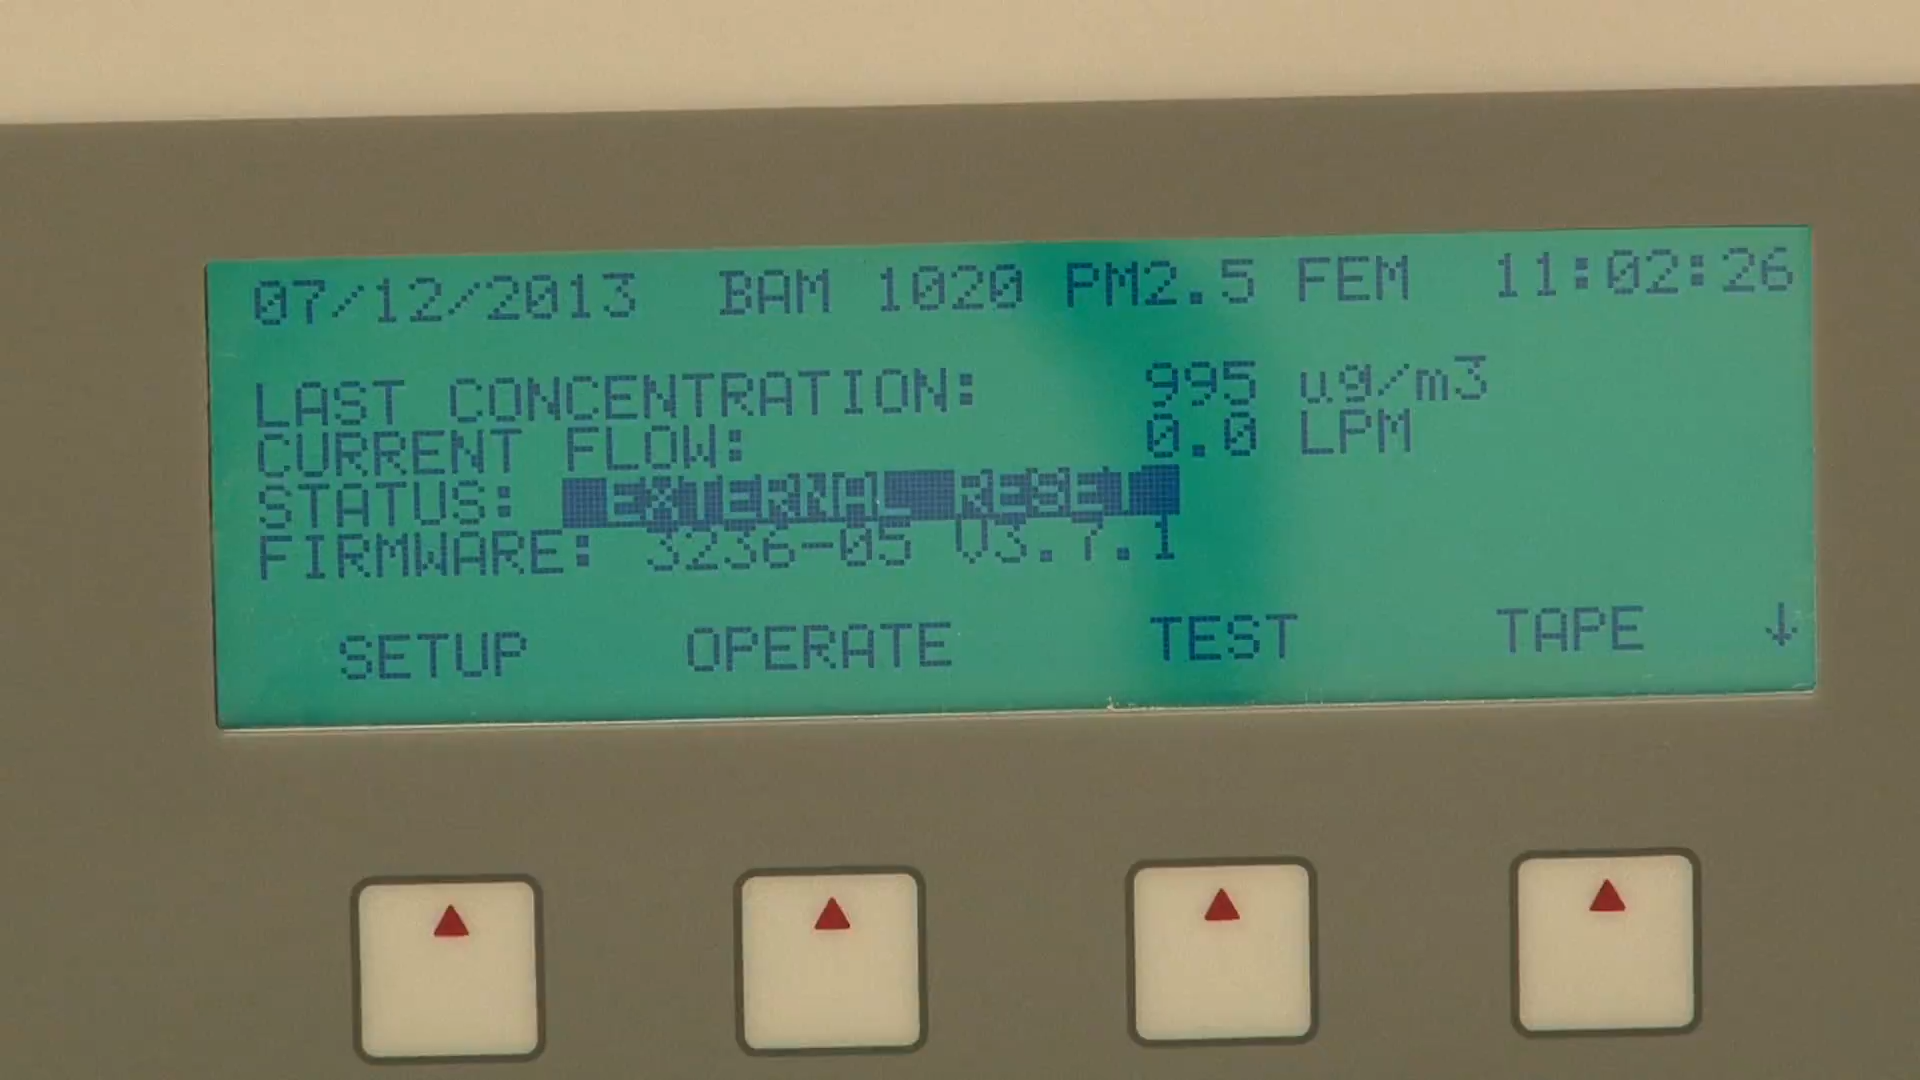 07/12/2013 BAM 1020 PM2.5 FEM 11:02:26
LAST CONCENTRATION: 995 ug/m3
CURRENT FLOW: 0.0 LPM
STATUS: EXTERNAL RESET
FIRMWARE: 3236-05 V3.7.1
SETUP OPERATE TEST TAPE ↓